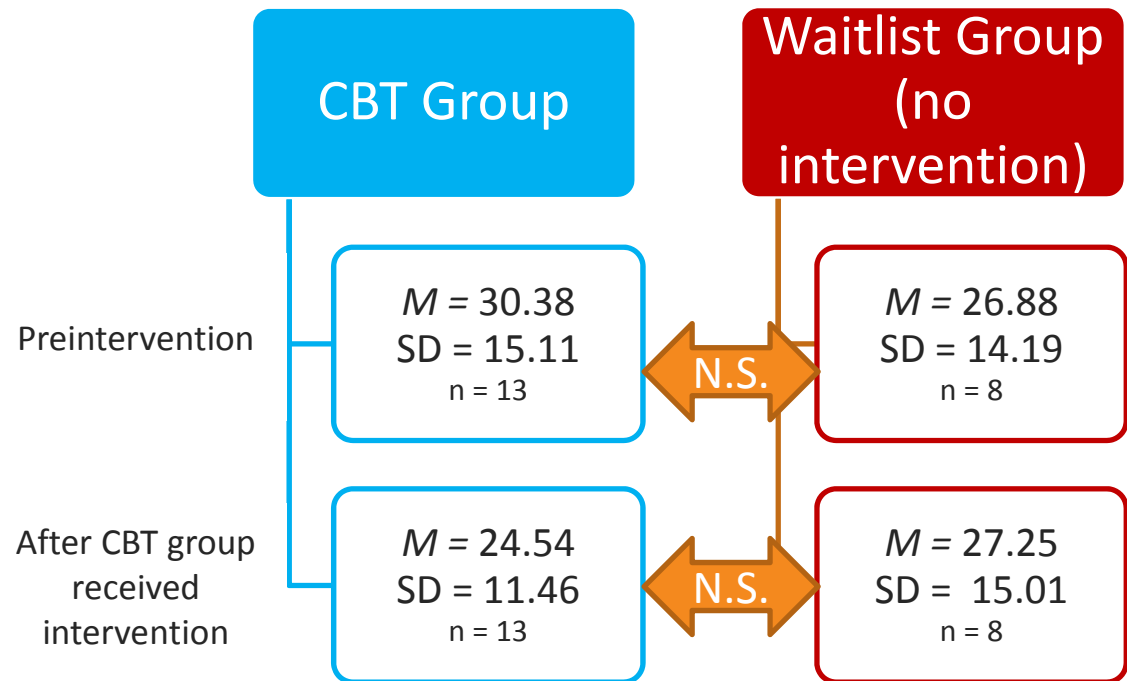 CBT Group
Waitlist Group
(no
intervention)
Preintervention
M = 30.38
SD = 15.11
n = 13
N.S.
M = 26.88
SD = 14.19
n = 8
After CBT group
received
intervention
M = 24.54
SD = 11.46
n = 13
N.S.
M = 27.25
SD =  15.01
n = 8